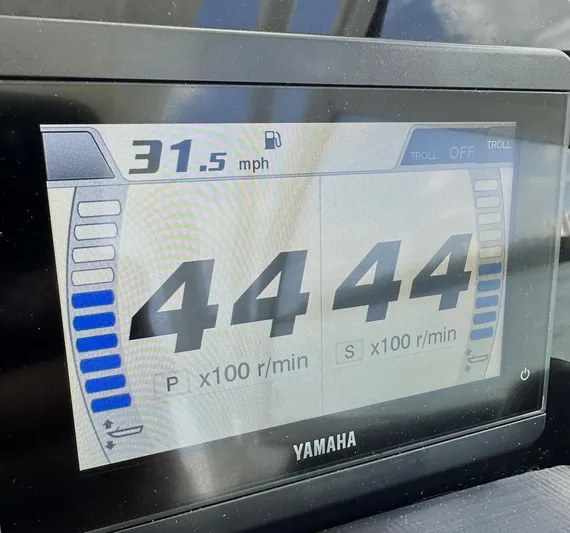 31.5 mph
TROLL OFF TROLL
44 44
P x100 r/min S x100 r/min
YAMAHA